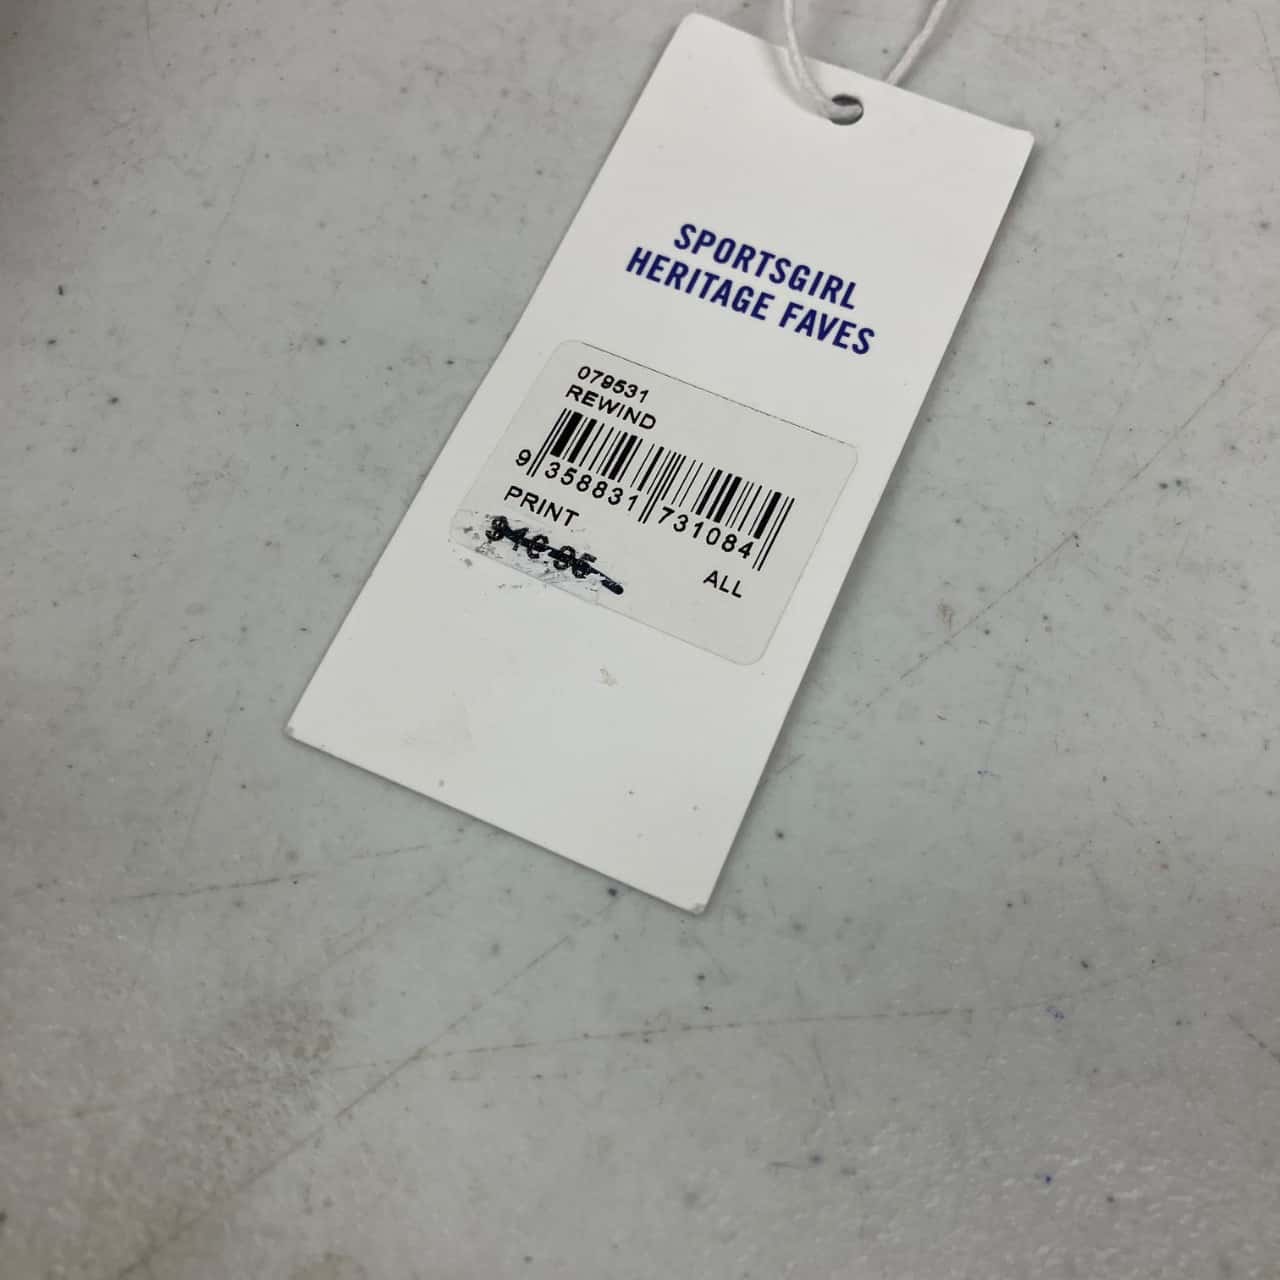 SPORTSGIRL
HERITAGE FAVES
079531
REWIND
9 358831 731084
PRINT
ALL